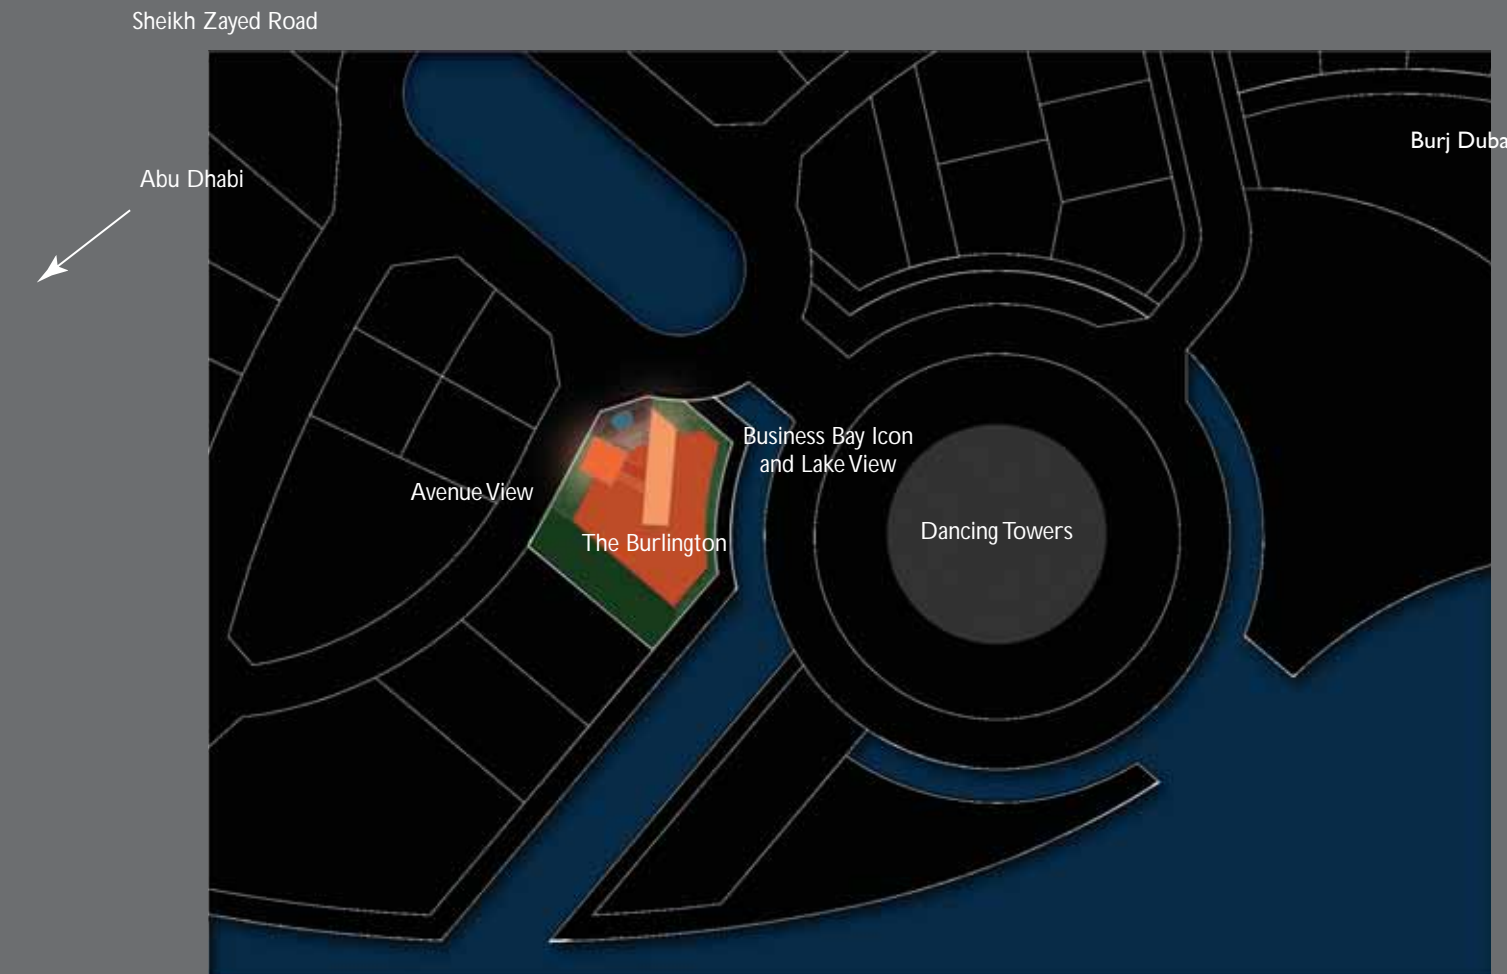 Sheikh Zayed Road
Burj Duba
Abu Dhabi
Business Bay Icon
and Lake View
Avenue View
Dancing Towers
The Burlington